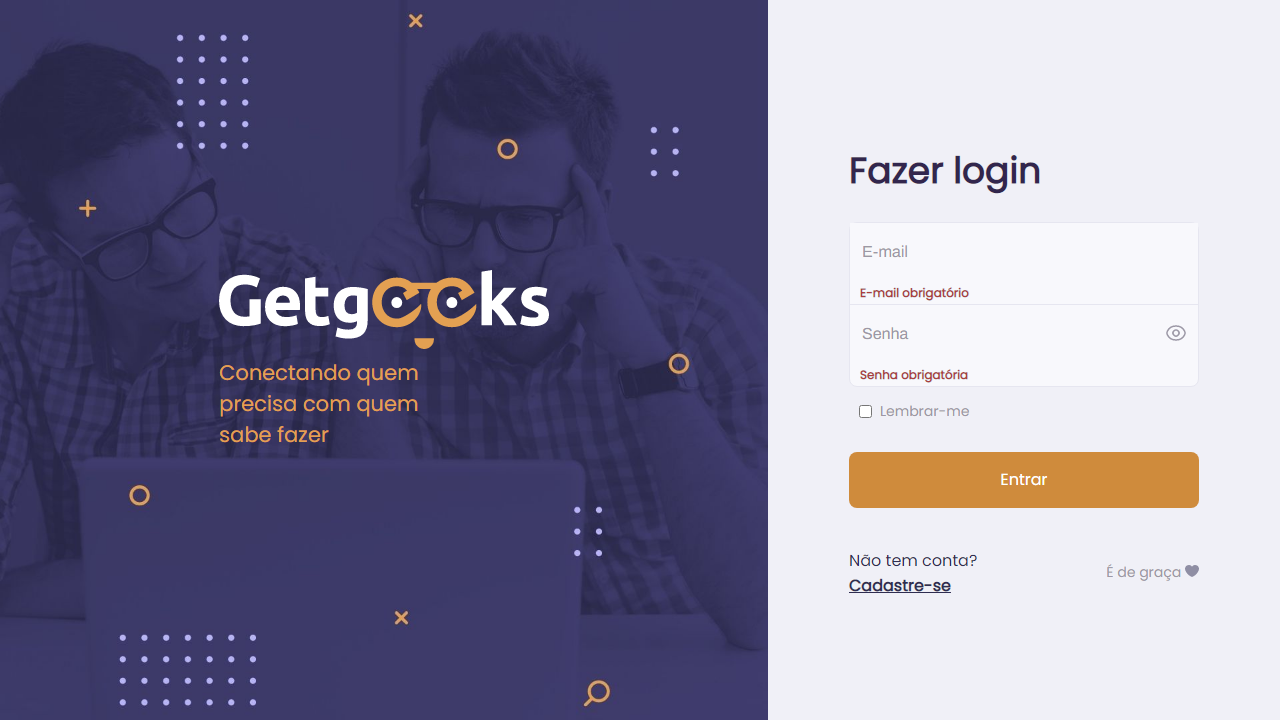 Getgeeks
Conectando quem
precisa com quem
sabe fazer
Fazer login
E-mail
E-mail obrigatório
Senha
Senha obrigatória
Lembrar-me
Entrar
Não tem conta?
Cadastre-se
É de graça